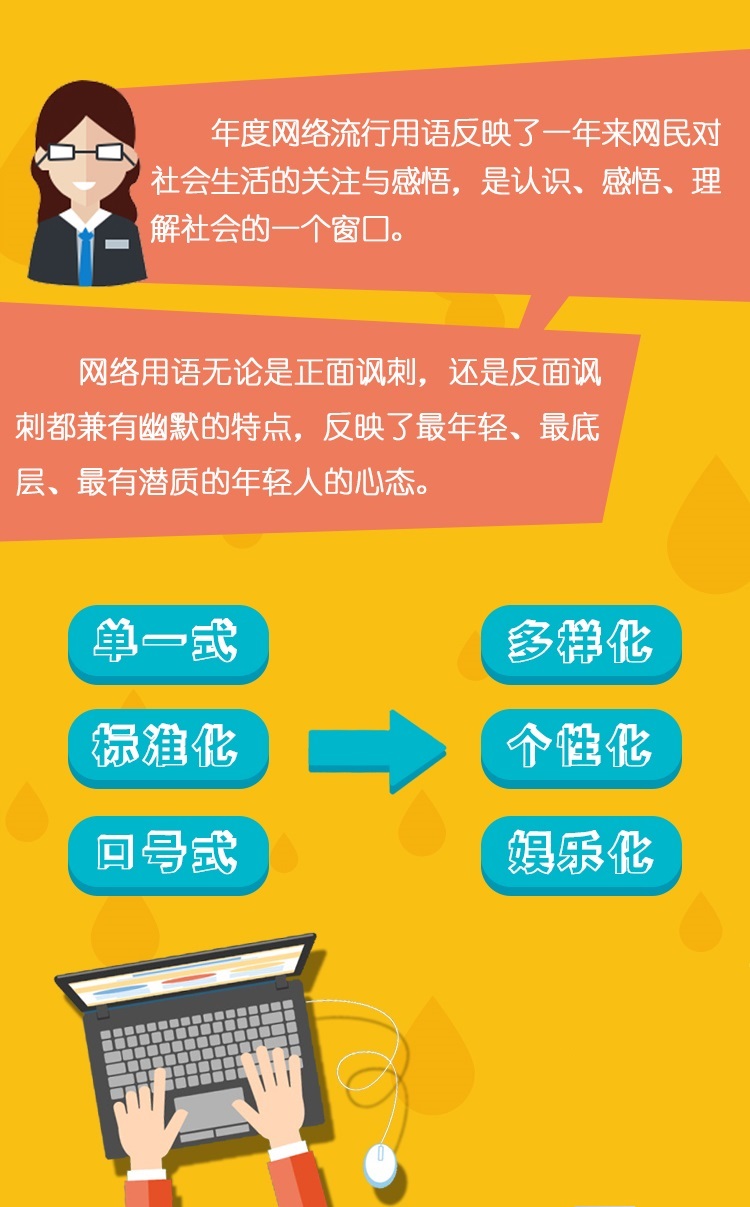 年度网络流行用语反映了一年来网民对
社会生活的关注与感悟，是认识、感悟、理
解社会的一个窗口。
网络用语无论是正面讽刺，还是反面讽
刺都兼有幽默的特点，反映了最年轻、最底
层、最有潜质的年轻人的心态。
单一式
多样化
标准化
个性化
口号式
娱乐化